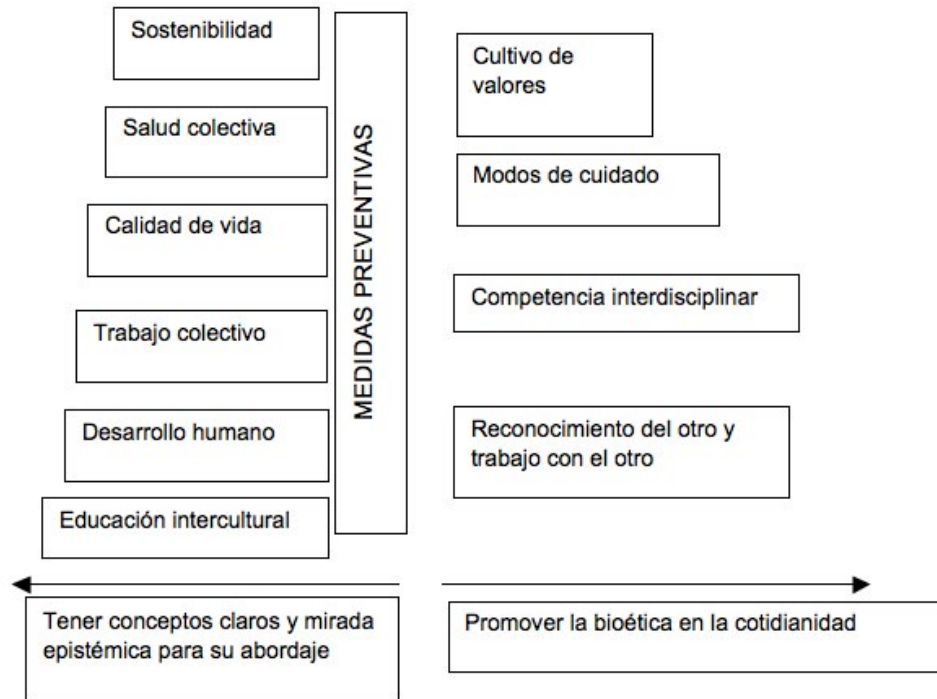 Sostenibilidad
Salud colectiva
Calidad de vida
Trabajo colectivo
Desarrollo humano
Educación intercultural
MEDIDAS PREVENTIVAS
Cultivo de
valores
Modos de cuidado
Competencia interdisciplinar
Reconocimiento del otro y
trabajo con el otro
Tener conceptos claros y mirada
epistémica para su abordaje
Promover la bioética en la cotidianidad